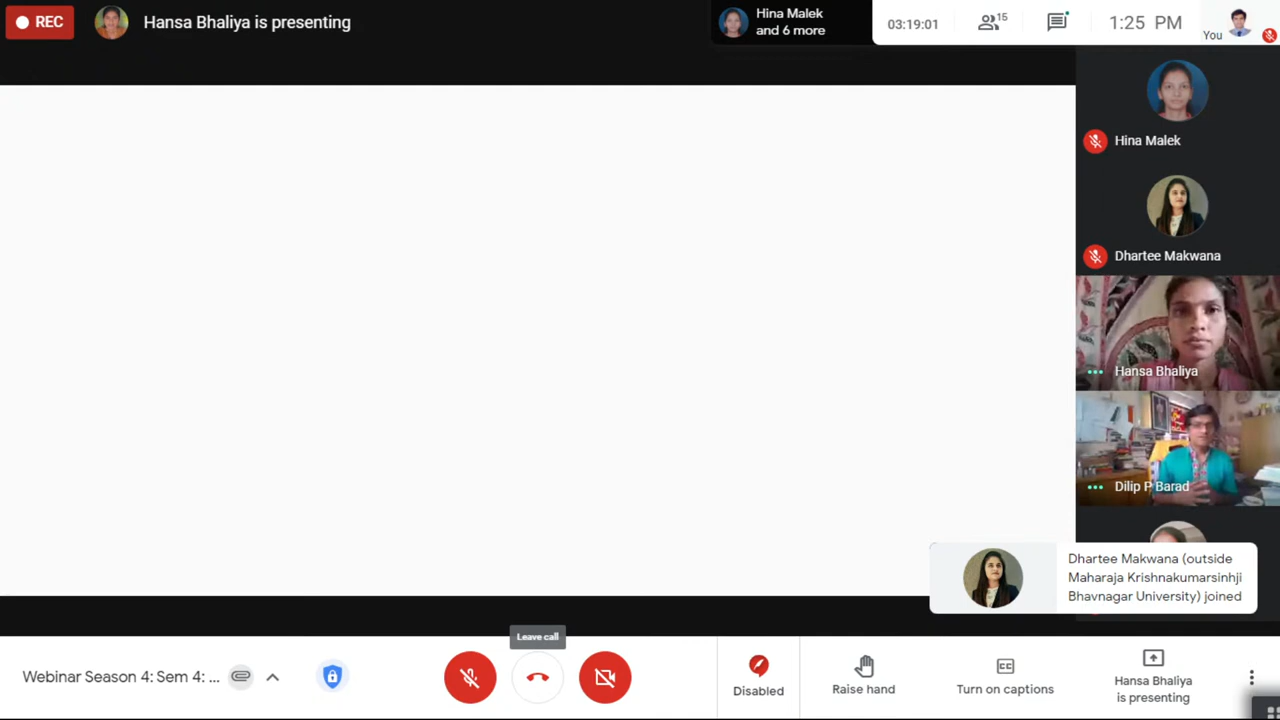 REC
Hansa Bhaliya is presenting
Hina Malek
and 6 more
03:19:01
15
1:25 PM
You
Hina Malek
Dhartee Makwana
Hansa Bhaliya
Dilip P Barad
Dhartee Makwana (outside
Maharaja Krishnakumarsinhji
Bhavnagar University) joined
Leave call
Webinar Season 4: Sem 4: ...
Disabled
Raise hand
CC
Turn on captions
Hansa Bhaliya
is presenting